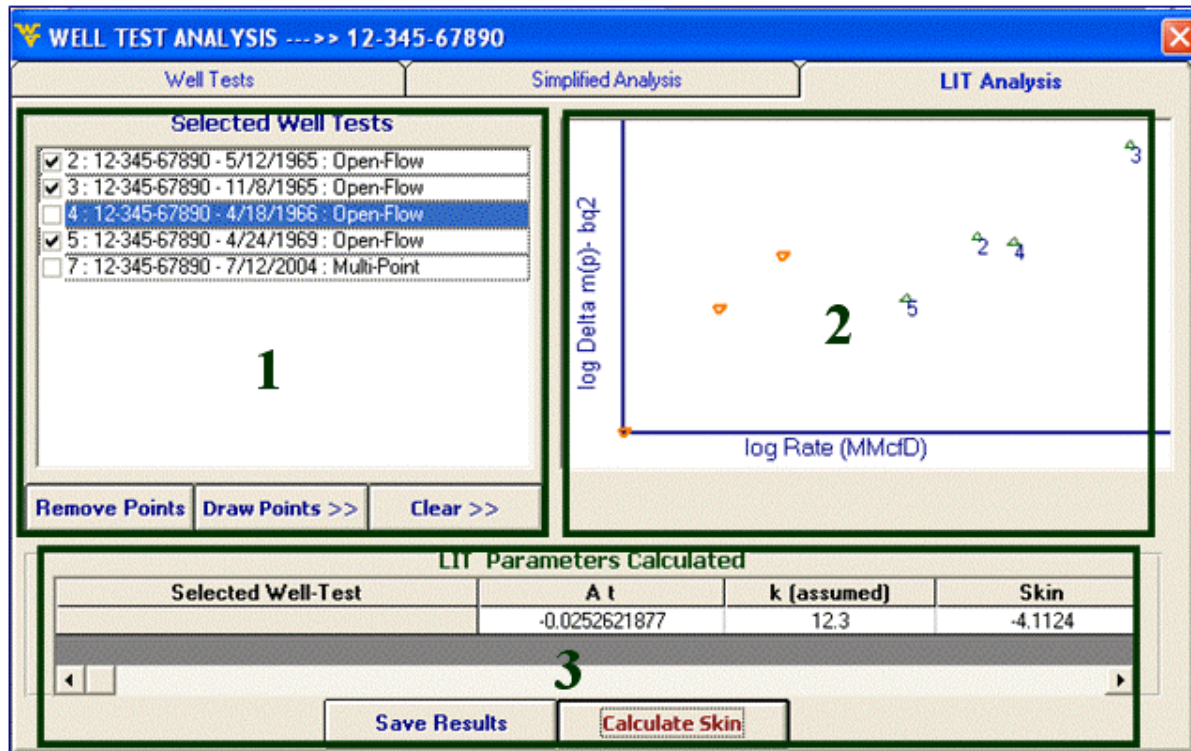 WELL TEST ANALYSIS --->> 12-345-67890
Well Tests
Simplified Analysis
LIT Analysis
Selected Well Tests
2 : 12-345-67890 - 5/12/1965 : Open-Flow
3 : 12-345-67890 - 11/8/1965 : Open-Flow
4 : 12-345-67890 - 4/18/1966 : Open-Flow
5 : 12-345-67890 - 4/24/1969 : Open-Flow
7 : 12-345-67890 - 7/12/2004 : Multi-Point
1
Remove Points
Draw Points >>
Clear >>
log Delta m(p)- bq2
3
2
4
5
2
log Rate (MMcfD)
LIT Parameters Calculated
Selected Well-Test
A t
k (assumed)
Skin
-0.0252621877
12.3
-4.1124
3
Save Results
Calculate Skin